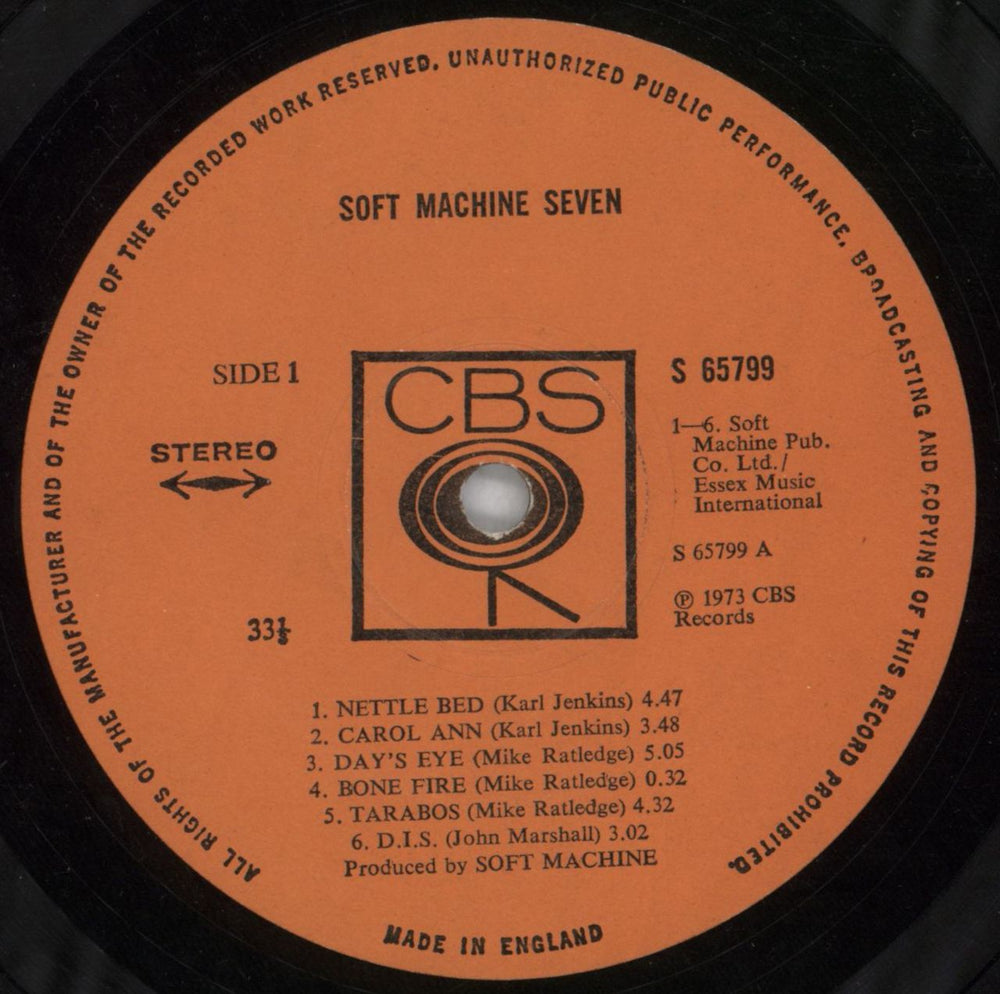 ALL RIGHTS OF THE MANUFACTURER AND OF THE OWNER OF THE RECORDED WORK RESERVED. UNAUTHORIZED PUBLIC PERFORMANCE, BROADCASTING AND COPYING OF THIS RECORD PROHIBITED.
SOFT MACHINE SEVEN
SIDE 1
STEREO
33⅓
CBS
S 65799
1—6. Soft
Machine Pub.
Co. Ltd./
Essex Music
International
S 65799 A
℗ 1973 CBS
Records
1. NETTLE BED (Karl Jenkins) 4.47
2. CAROL ANN (Karl Jenkins) 3.48
3. DAY'S EYE (Mike Ratledge) 5.05
4. BONE FIRE (Mike Ratledge) 0.32
5. TARABOS (Mike Ratledge) 4.32
6. D.I.S. (John Marshall) 3.02
Produced by SOFT MACHINE
MADE IN ENGLAND